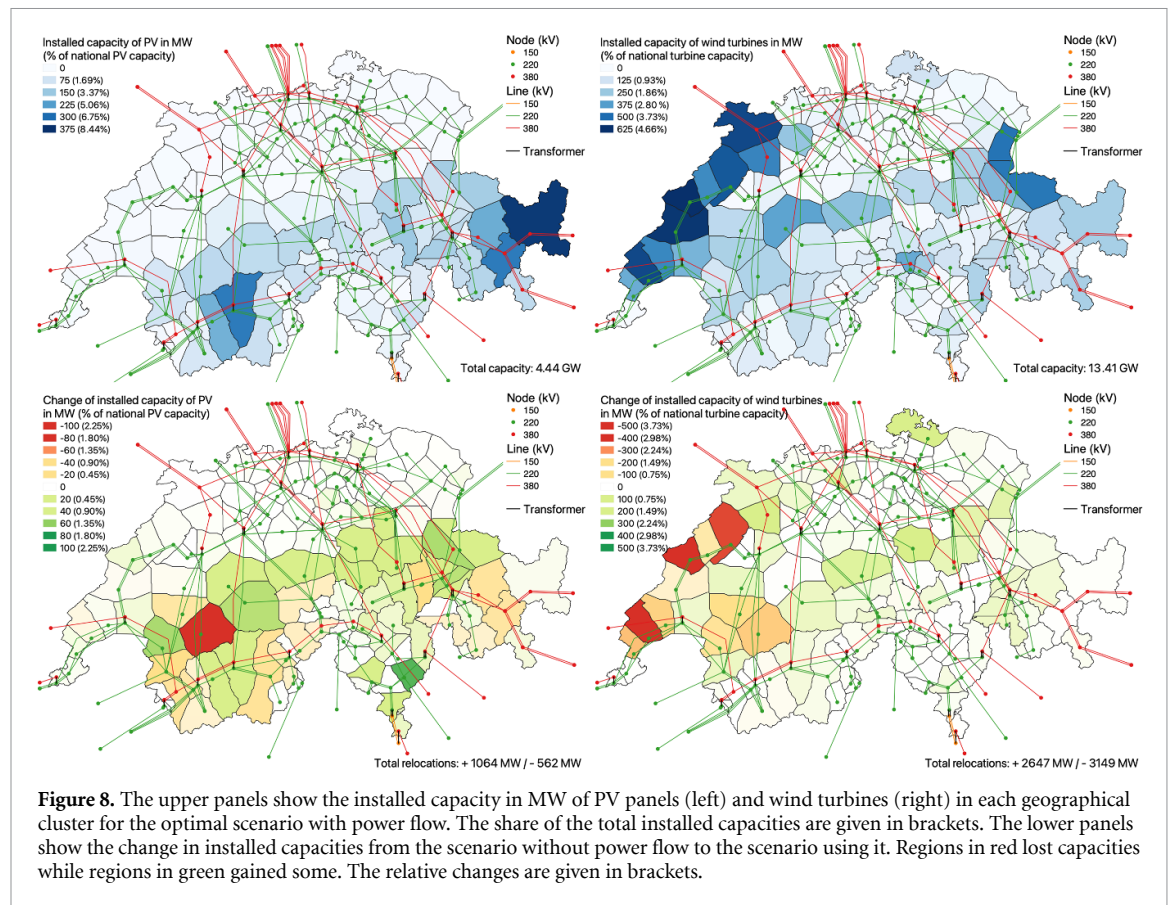 Installed capacity of PV in MW
(% of national PV capacity)
0
75 (1.69%)
150 (3.37%)
225 (5.06%)
300 (6.75%)
375 (8.44%)
Node (kV)
150
220
380
Line (kV)
150
220
380
Transformer
Total capacity: 4.44 GW
Installed capacity of wind turbines in MW
(% of national turbine capacity)
0
125 (0.93%)
250 (1.86%)
375 (2.80 %)
500 (3.73%)
625 (4.66%)
Node (kV)
150
220
380
Line (kV)
150
220
380
Transformer
Total capacity: 13.41 GW
Change of installed capacity of PV
in MW (% of national PV capacity)
-100 (2.25%)
-80 (1.80%)
-60 (1.35%)
-40 (0.90%)
-20 (0.45%)
0
20 (0.45%)
40 (0.90%)
60 (1.35%)
80 (1.80%)
100 (2.25%)
Node (kV)
150
220
380
Line (kV)
150
220
380
Transformer
Total relocations: + 1064 MW / - 562 MW
Change of installed capacity of wind turbines
in MW (% of national turbine capacity)
-500 (3.73%)
-400 (2.98%)
-300 (2.24%)
-200 (1.49%)
-100 (0.75%)
0
100 (0.75%)
200 (1.49%)
300 (2.24%)
400 (2.98%)
500 (3.73%)
Node (kV)
150
220
380
Line (kV)
150
220
380
Transformer
Total relocations: + 2647 MW / - 3149 MW
Figure 8. The upper panels show the installed capacity in MW of PV panels (left) and wind turbines (right) in each geographical
cluster for the optimal scenario with power flow. The share of the total installed capacities are given in brackets. The lower panels
show the change in installed capacities from the scenario without power flow to the scenario using it. Regions in red lost capacities
while regions in green gained some. The relative changes are given in brackets.